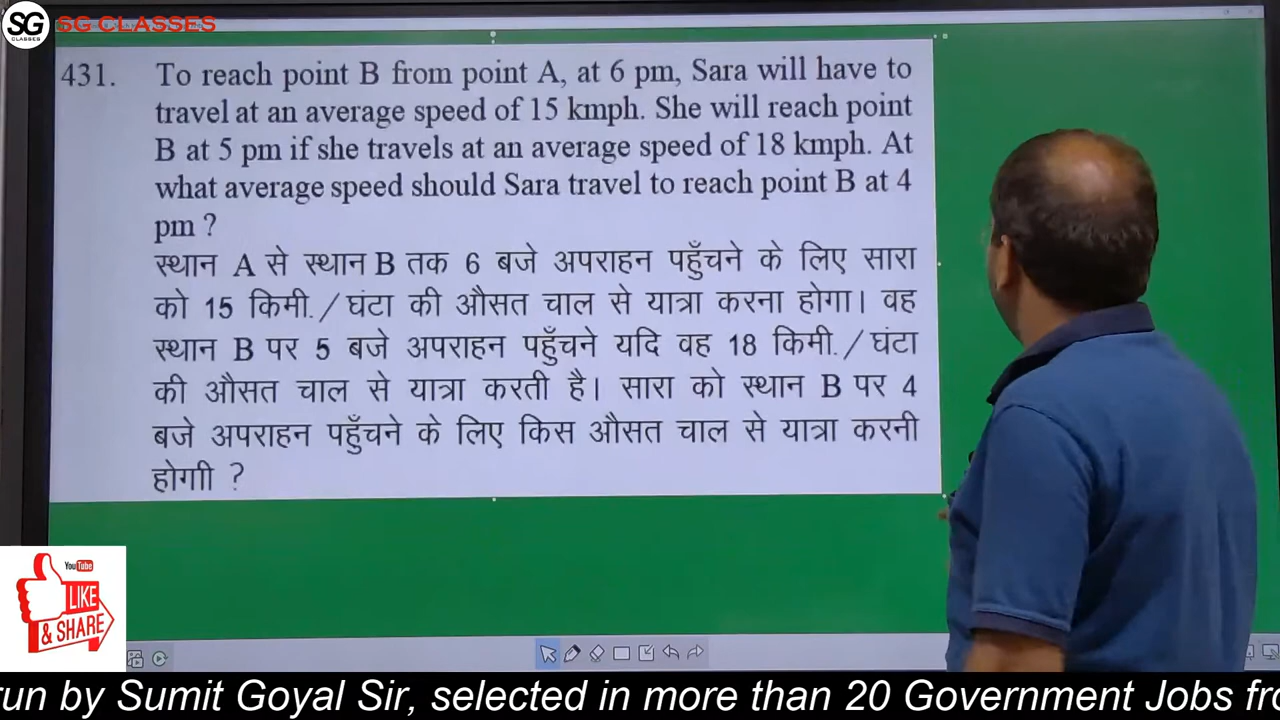 SG
CLASSES
SG CLASSES
431. To reach point B from point A, at 6 pm, Sara will have to
travel at an average speed of 15 kmph. She will reach point
B at 5 pm if she travels at an average speed of 18 kmph. At
what average speed should Sara travel to reach point B at 4
pm ?
स्थान A से स्थान B तक 6 बजे अपराहन पहुँचने के लिए सारा
को 15 किमी./घंटा की औसत चाल से यात्रा करना होगा। वह
स्थान B पर 5 बजे अपराहन पहुँचने यदि वह 18 किमी./घंटा
की औसत चाल से यात्रा करती है। सारा को स्थान B पर 4
बजे अपराहन पहुँचने के लिए किस औसत चाल से यात्रा करनी
होगाी ?
YouTube
LIKE
& SHARE
run by Sumit Goyal Sir, selected in more than 20 Government Jobs fro